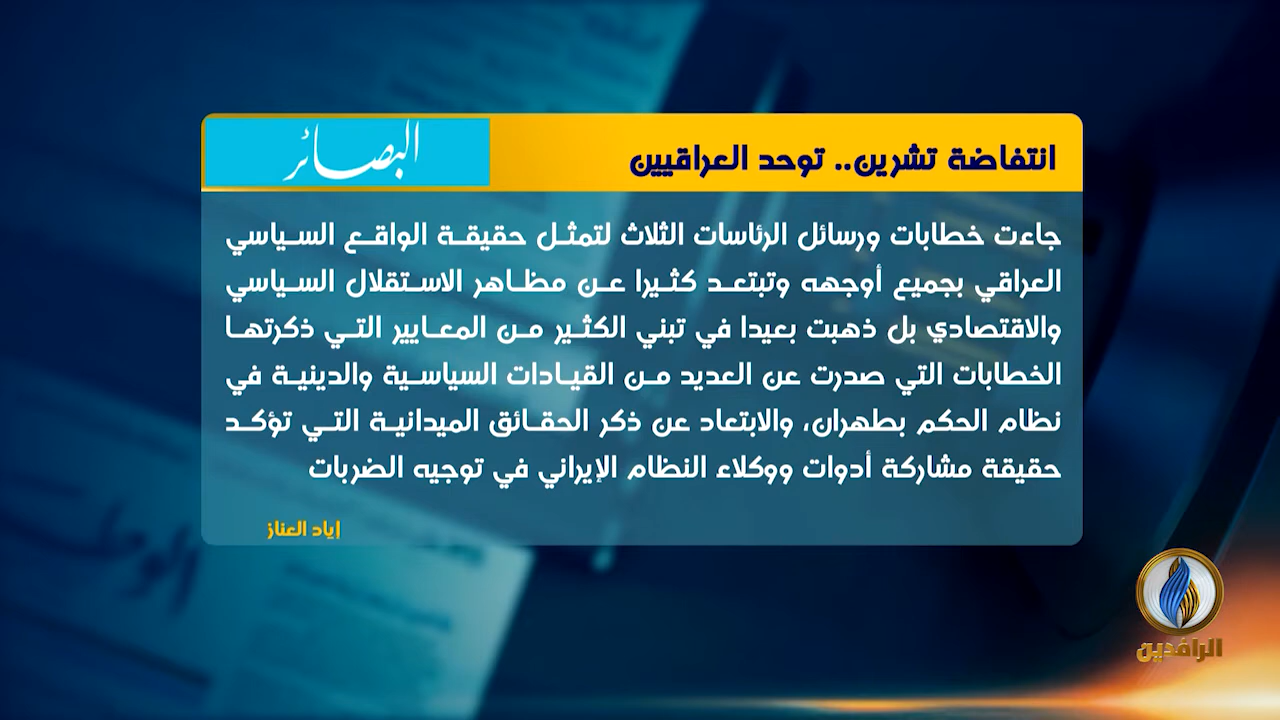 انتفاضة تشرين.. توحد العراقيين
البصائر
جاءت خطابات ورسائل الرئاسات الثلاث لتمثل حقيقة الواقع السياسي
العراقي بجميع أوجهه وتبتعد كثيرا عن مظاهر الاستقلال السياسي
والاقتصادي بل ذهبت بعيدا في تبني الكثير من المعايير التي ذكرتها
الخطابات التي صدرت عن العديد من القيادات السياسية والدينية في
نظام الحكم بطهران، والابتعاد عن ذكر الحقائق الميدانية التي تؤكد
حقيقة مشاركة أدوات ووكلاء النظام الإيراني في توجيه الضربات
إياد العناز
الرافدين